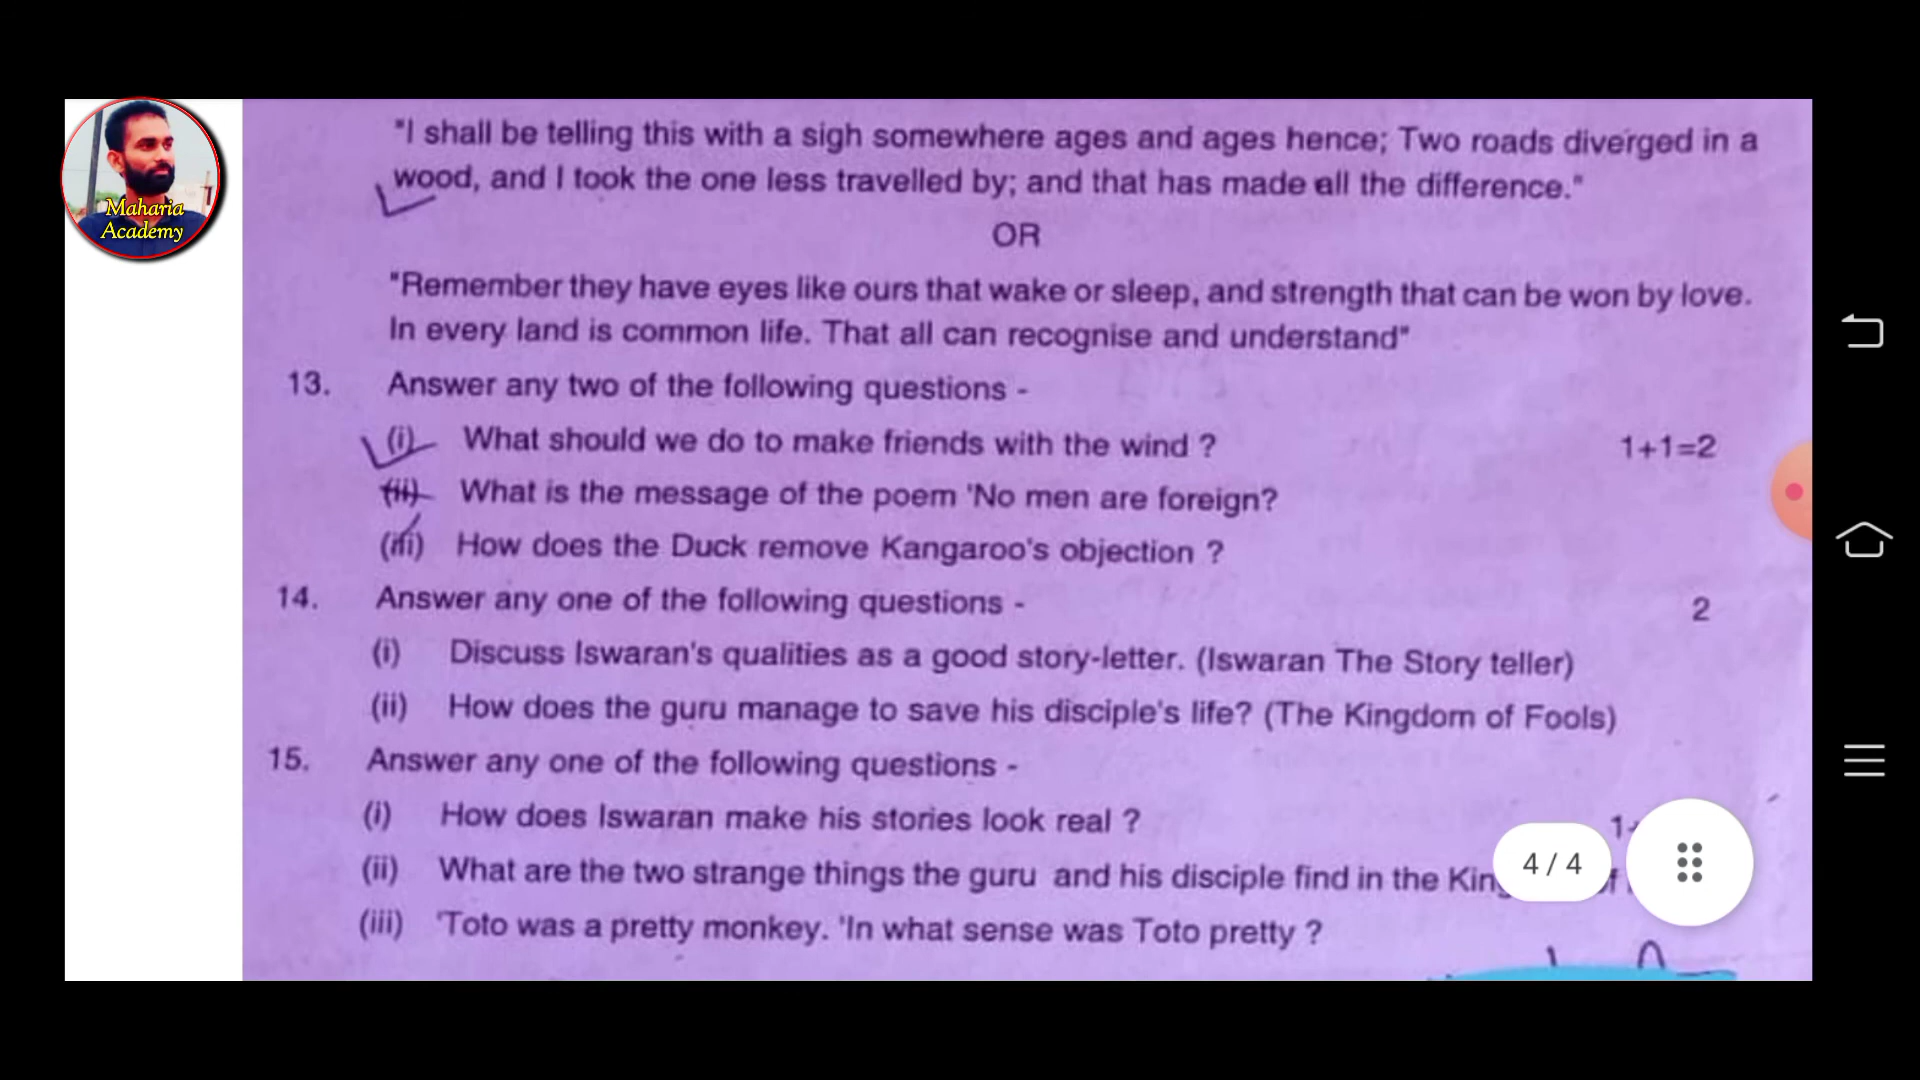 Maharia
Academy
"I shall be telling this with a sigh somewhere ages and ages hence; Two roads diverged in a
wood, and I took the one less travelled by; and that has made all the difference."
OR
"Remember they have eyes like ours that wake or sleep, and strength that can be won by love.
In every land is common life. That all can recognise and understand"
13. Answer any two of the following questions -
(i) What should we do to make friends with the wind ? 1+1=2
(ii) What is the message of the poem 'No men are foreign?
(iii) How does the Duck remove Kangaroo's objection ?
14. Answer any one of the following questions - 2
(i) Discuss Iswaran's qualities as a good story-letter. (Iswaran The Story teller)
(ii) How does the guru manage to save his disciple's life? (The Kingdom of Fools)
15. Answer any one of the following questions -
(i) How does Iswaran make his stories look real ?
(ii) What are the two strange things the guru and his disciple find in the
(iii) 'Toto was a pretty monkey. 'In what sense was Toto pretty ?
4 / 4